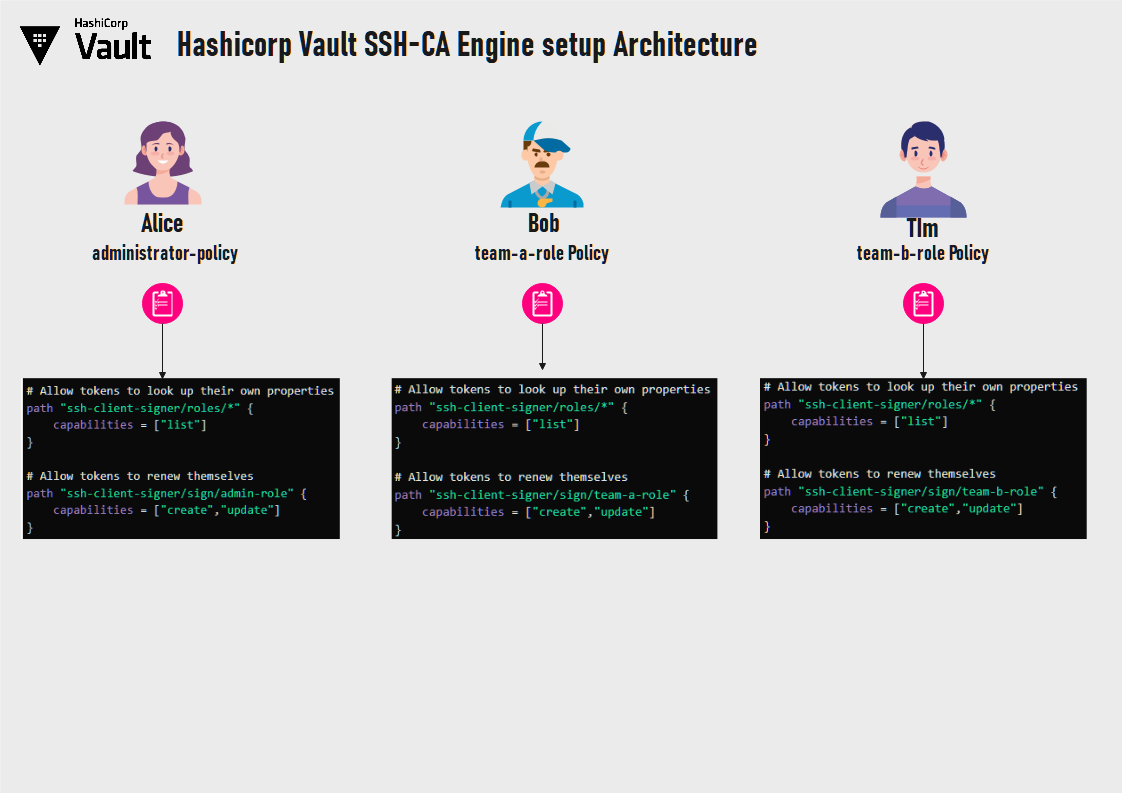 HashiCorp
Vault
Hashicorp Vault SSH-CA Engine setup Architecture
Alice
administrator-policy
# Allow tokens to look up their own properties
path "ssh-client-signer/roles/*" {
    capabilities = ["list"]
}
# Allow tokens to renew themselves
path "ssh-client-signer/sign/admin-role" {
    capabilities = ["create","update"]
}
Bob
team-a-role Policy
# Allow tokens to look up their own properties
path "ssh-client-signer/roles/*" {
    capabilities = ["list"]
}
# Allow tokens to renew themselves
path "ssh-client-signer/sign/team-a-role" {
    capabilities = ["create","update"]
}
TIm
team-b-role Policy
# Allow tokens to look up their own properties
path "ssh-client-signer/roles/*" {
    capabilities = ["list"]
}
# Allow tokens to renew themselves
path "ssh-client-signer/sign/team-b-role" {
    capabilities = ["create","update"]
}